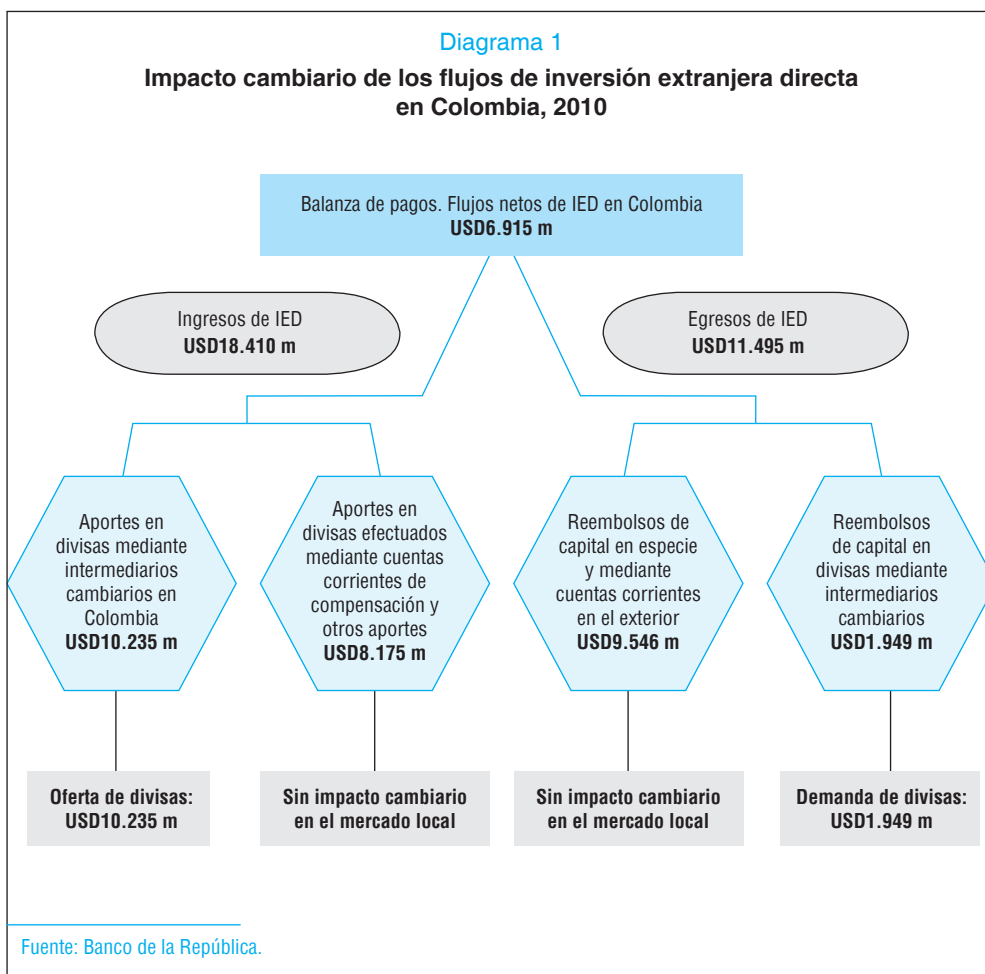 Diagrama 1
Impacto cambiario de los flujos de inversión extranjera directa
en Colombia, 2010
Balanza de pagos. Flujos netos de IED en Colombia
USD6.915 m
Ingresos de IED
USD18.410 m
Egresos de IED
USD11.495 m
Aportes en
divisas mediante
intermediarios
cambiarios en
Colombia
USD10.235 m
Aportes en
divisas efectuados
mediante cuentas
corrientes de
compensación y
otros aportes
USD8.175 m
Reembolsos de
capital en especie
y mediante
cuentas corrientes
en el exterior
USD9.546 m
Reembolsos
de capital en
divisas mediante
intermediarios
cambiarios
USD1.949 m
Oferta de divisas:
USD10.235 m
Sin impacto cambiario
en el mercado local
Sin impacto cambiario
en el mercado local
Demanda de divisas:
USD1.949 m
Fuente: Banco de la República.